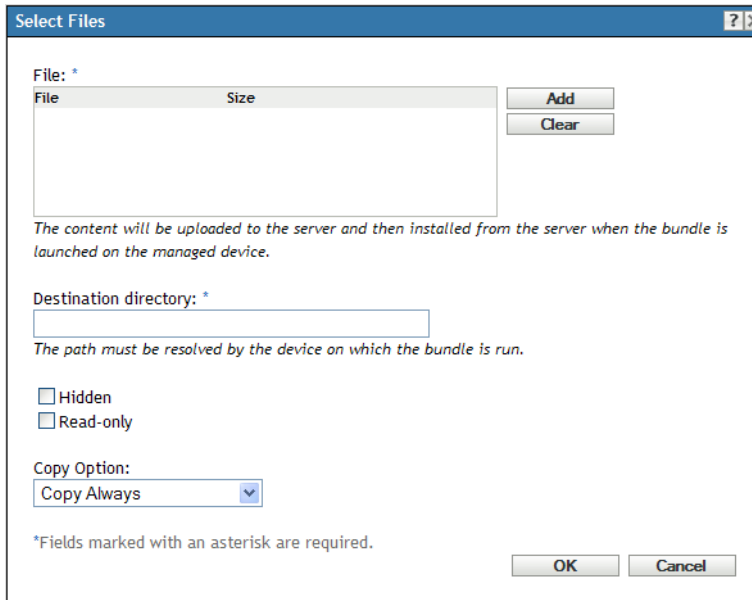 Select Files
?
File: *
File Size
Add
Clear
The content will be uploaded to the server and then installed from the server when the bundle is
launched on the managed device.
Destination directory: *
The path must be resolved by the device on which the bundle is run.
Hidden
Read-only
Copy Option:
Copy Always
*Fields marked with an asterisk are required.
OK Cancel